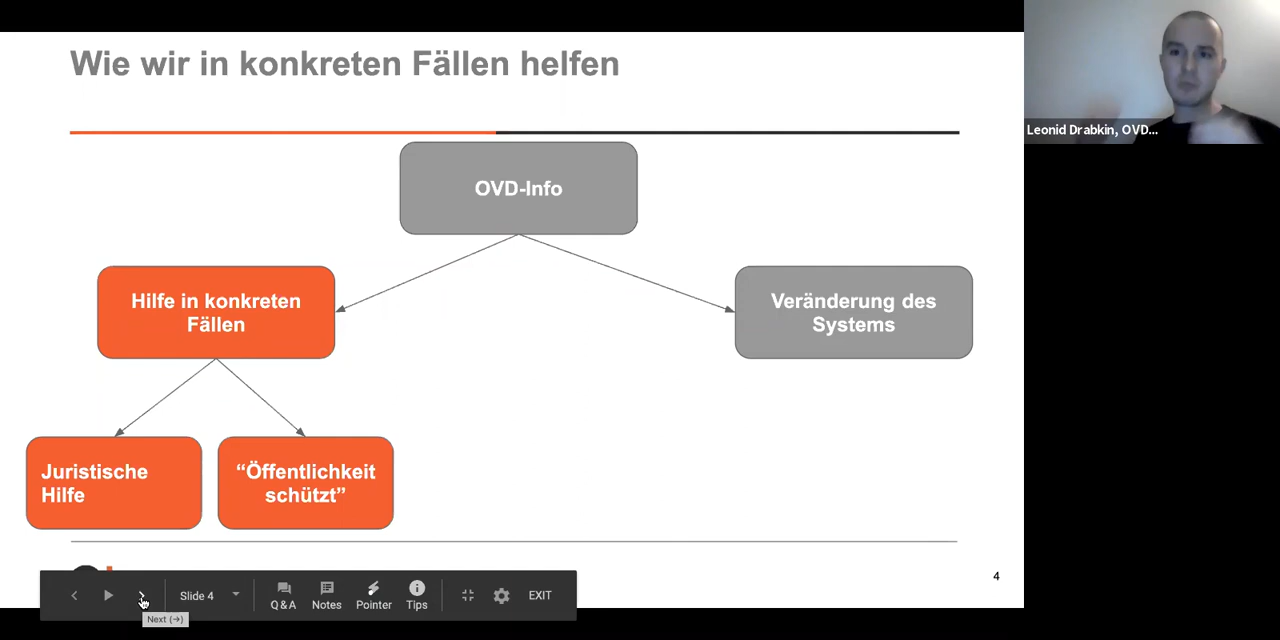 Wie wir in konkreten Fällen helfen
Leonid Drabkin, OVD...
OVD-Info
Hilfe in konkreten
Fällen
Veränderung des
Systems
Juristische
Hilfe
“Öffentlichkeit
schützt”
4
Slide 4
Q&A
Notes
Pointer
Tips
EXIT
Next (→)